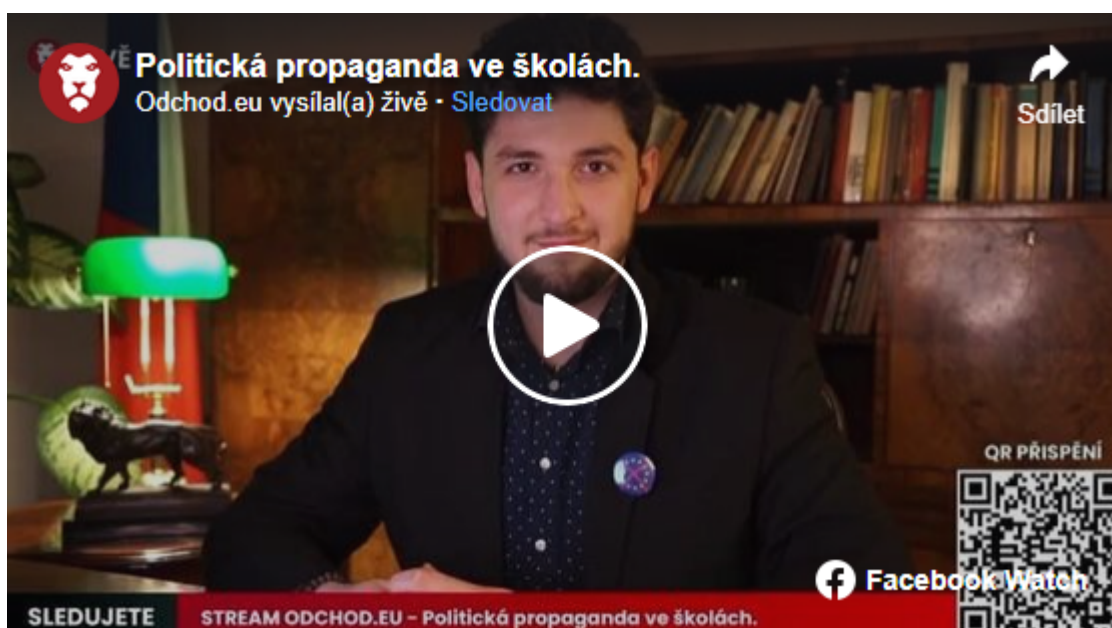 Politická propaganda ve školách.
Odchod.eu vysílal(a) živě · Sledovat
Sdílet
QR PŘISPĚNÍ
Facebook Watch
SLEDUJETE
STREAM ODCHOD.EU – Politická propaganda ve školách.